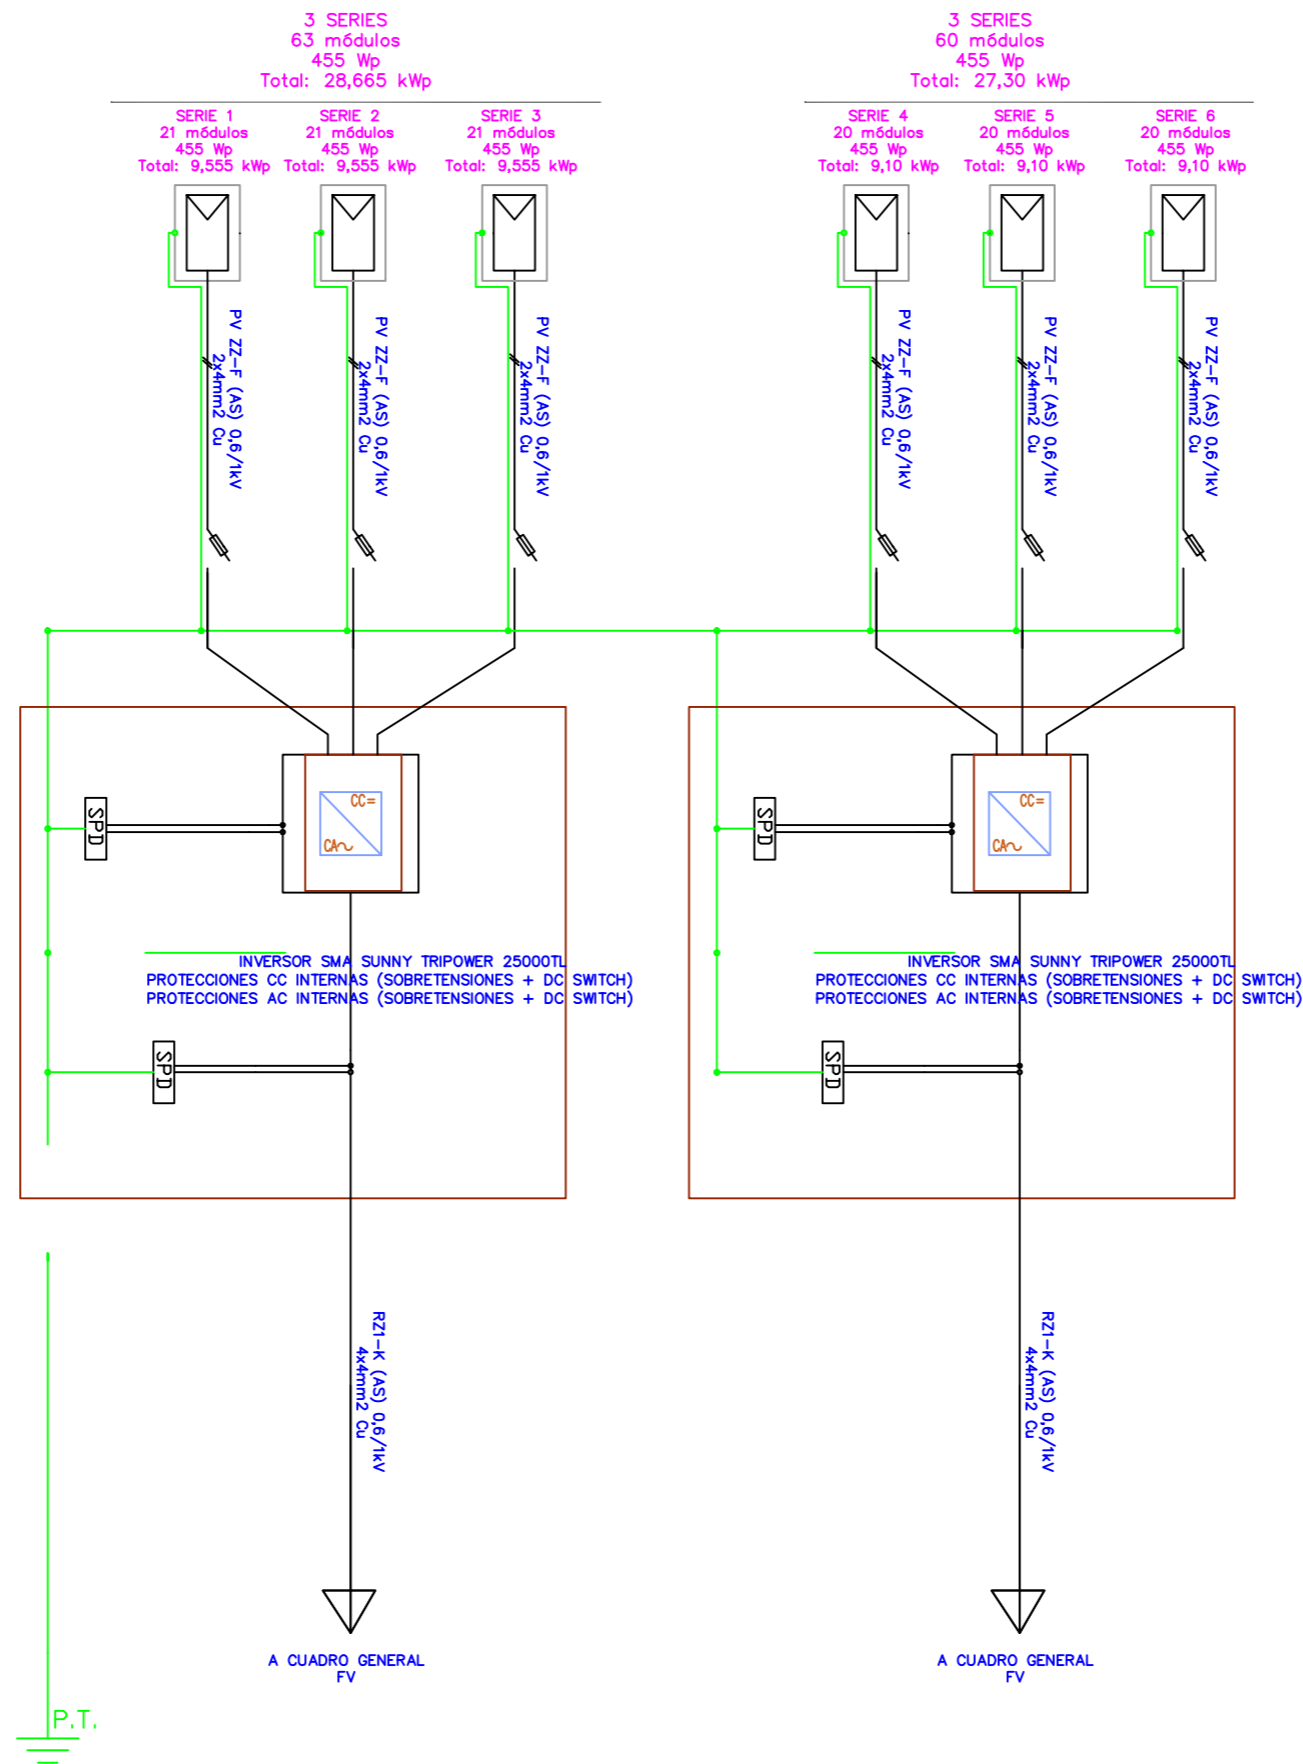 3 SERIES
63 módulos
455 Wp
Total: 28,665 kWp
3 SERIES
60 módulos
455 Wp
Total: 27,30 kWp
SERIE 1
21 módulos
455 Wp
Total: 9,555 kWp
SERIE 2
21 módulos
455 Wp
Total: 9,555 kWp
SERIE 3
21 módulos
455 Wp
Total: 9,555 kWp
SERIE 4
20 módulos
455 Wp
Total: 9,10 kWp
SERIE 5
20 módulos
455 Wp
Total: 9,10 kWp
SERIE 6
20 módulos
455 Wp
Total: 9,10 kWp
PV ZZ-F (AS) 0,6/1kV
2x4mm2 Cu
PV ZZ-F (AS) 0,6/1kV
2x4mm2 Cu
PV ZZ-F (AS) 0,6/1kV
2x4mm2 Cu
PV ZZ-F (AS) 0,6/1kV
2x4mm2 Cu
PV ZZ-F (AS) 0,6/1kV
2x4mm2 Cu
PV ZZ-F (AS) 0,6/1kV
2x4mm2 Cu
SPD
CC=
CA~
SPD
CC=
CA~
INVERSOR SMA SUNNY TRIPOWER 25000TL
PROTECCIONES CC INTERNAS (SOBRETENSIONES + DC SWITCH)
PROTECCIONES AC INTERNAS (SOBRETENSIONES + DC SWITCH)
INVERSOR SMA SUNNY TRIPOWER 25000TL
PROTECCIONES CC INTERNAS (SOBRETENSIONES + DC SWITCH)
PROTECCIONES AC INTERNAS (SOBRETENSIONES + DC SWITCH)
SPD
SPD
RZ1-K (AS) 0,6/1kV
4x4mm2 Cu
RZ1-K (AS) 0,6/1kV
4x4mm2 Cu
A CUADRO GENERAL
FV
A CUADRO GENERAL
FV
P.T.